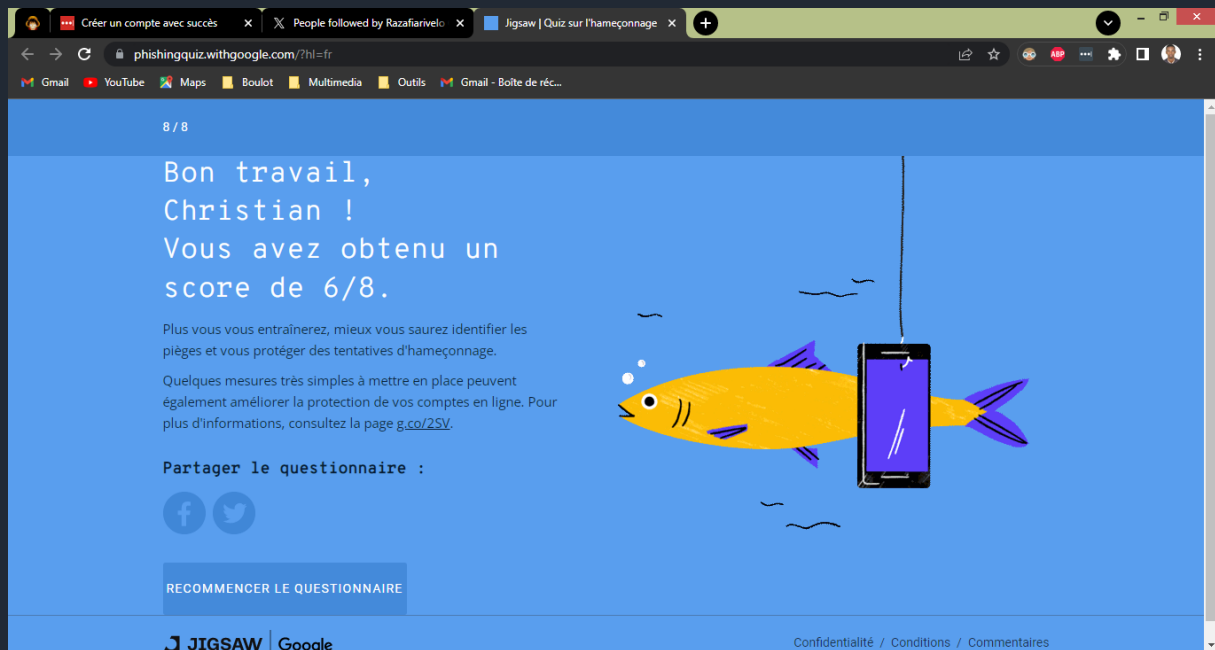 Créer un compte avec succès
People followed by Razafiarivelo
Jigsaw | Quiz sur l'hameçonnage
phishingquiz.withgoogle.com/?hl=fr
ABP
Gmail YouTube Maps Boulot Multimedia Outils Gmail - Boîte de réc...
8 / 8
Bon travail,
Christian !
Vous avez obtenu un
score de 6/8.
Plus vous vous entraînerez, mieux vous saurez identifier les
pièges et vous protéger des tentatives d'hameçonnage.
Quelques mesures très simples à mettre en place peuvent
également améliorer la protection de vos comptes en ligne. Pour
plus d'informations, consultez la page g.co/2SV.
Partager le questionnaire :
RECOMMENCER LE QUESTIONNAIRE
JIGSAW | Google
Confidentialité / Conditions / Commentaires